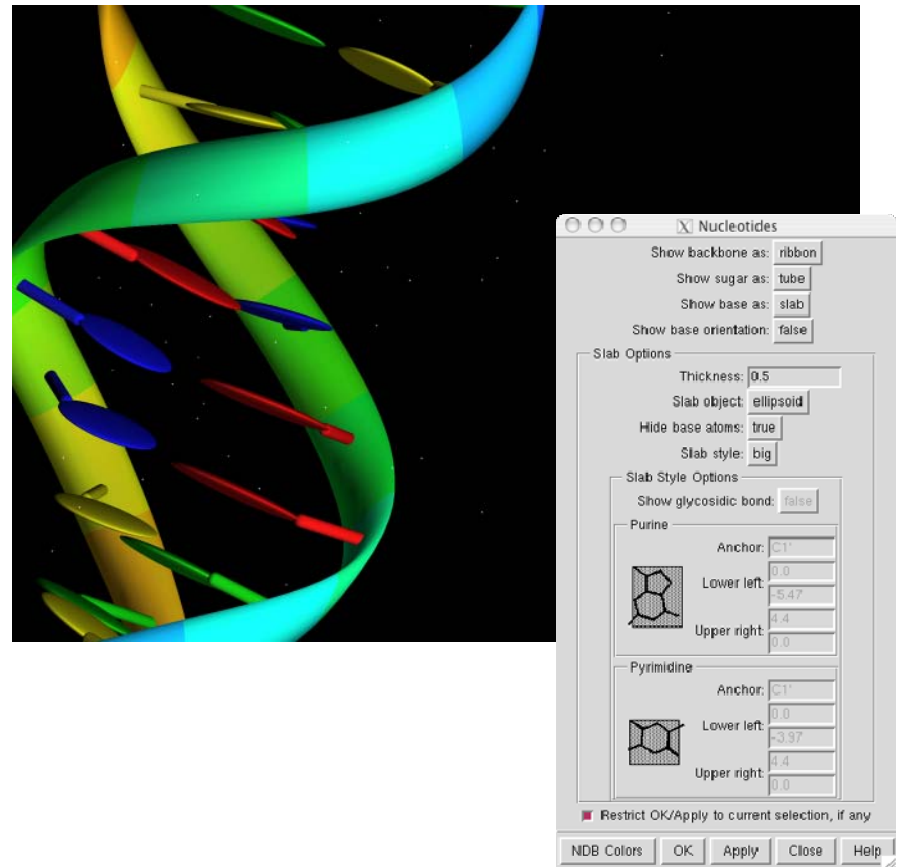 X Nucleotides
Show backbone as: ribbon
Show sugar as: tube
Show base as: slab
Show base orientation: false
Slab Options
Thickness: 0.5
Slab object: ellipsoid
Hide base atoms: true
Slab style: big
Slab Style Options
Show glycosidic bond: false
Purine
Anchor: C1'
0.0
Lower left:
-5.47
4.4
Upper right:
0.0
Pyrimidine
Anchor: C1'
0.0
Lower left:
-3.97
4.4
Upper right:
0.0
Restrict OK/Apply to current selection, if any
NDB Colors OK Apply Close Help